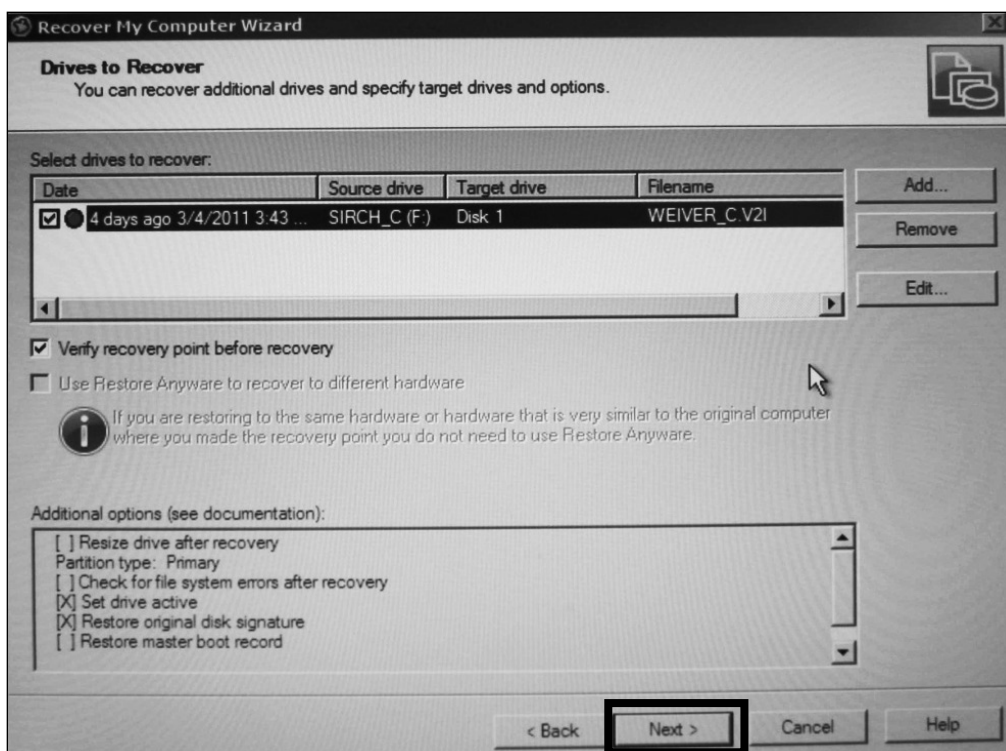 Recover My Computer Wizard
Drives to Recover
You can recover additional drives and specify target drives and options.
Select drives to recover:
Date Source drive Target drive Filename
4 days ago 3/4/2011 3:43 ... SIRCH_C (F:) Disk 1 WEIVER_C.V2I
Add...
Remove
Edit...
Verify recovery point before recovery
Use Restore Anyware to recover to different hardware
If you are restoring to the same hardware or hardware that is very similar to the original computer
where you made the recovery point you do not need to use Restore Anyware.
Additional options (see documentation):
[ ] Resize drive after recovery
Partition type: Primary
[ ] Check for file system errors after recovery
[X] Set drive active
[X] Restore original disk signature
[ ] Restore master boot record
< Back Next > Cancel Help